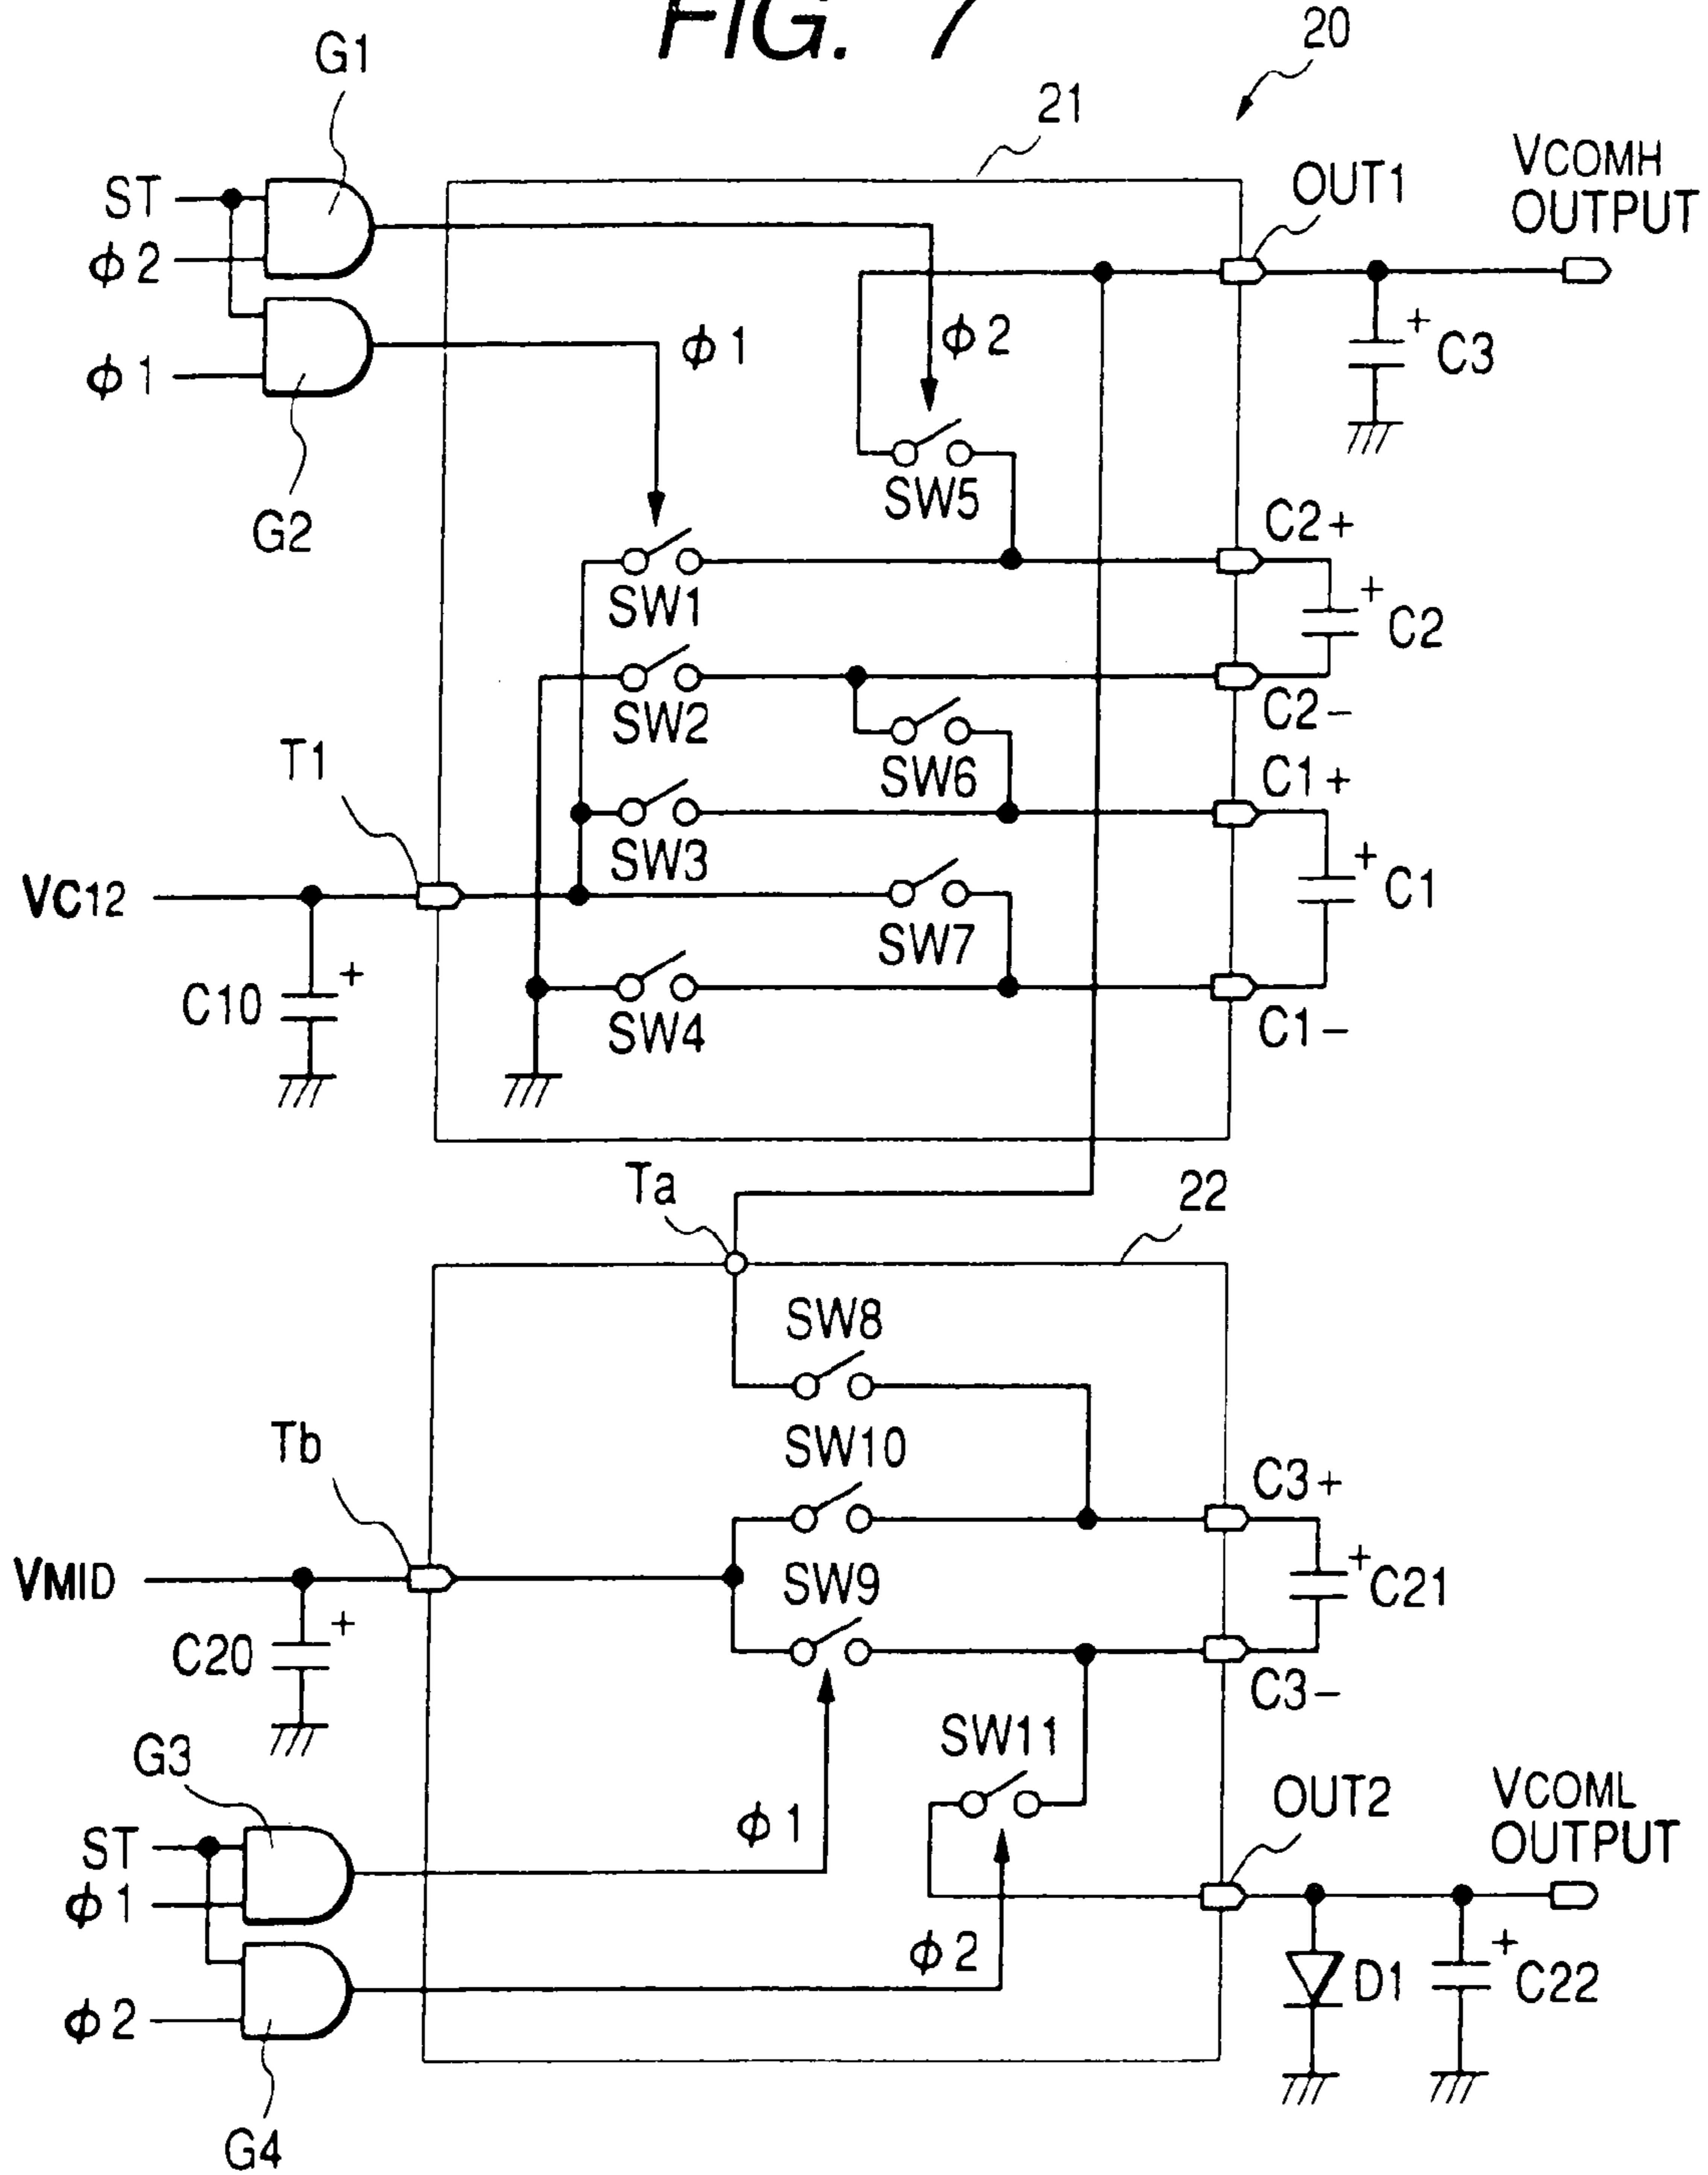 FIG. 7
20
G1
21
VCOMH
OUTPUT
ST
OUT1
ϕ2
ϕ1
ϕ2
C3
+
ϕ1
G2
SW5
C2+
SW1
+
C2
SW2
C2-
T1
SW6
C1+
SW3
+
C1
VC12
SW7
C10
+
SW4
C1-
Ta
22
SW8
Tb
SW10
C3+
VMID
SW9
+
C21
C20
+
C3-
G3
SW11
OUT2
VCOML
OUTPUT
ST
ϕ1
ϕ1
ϕ2
D1
+
C22
ϕ2
G4